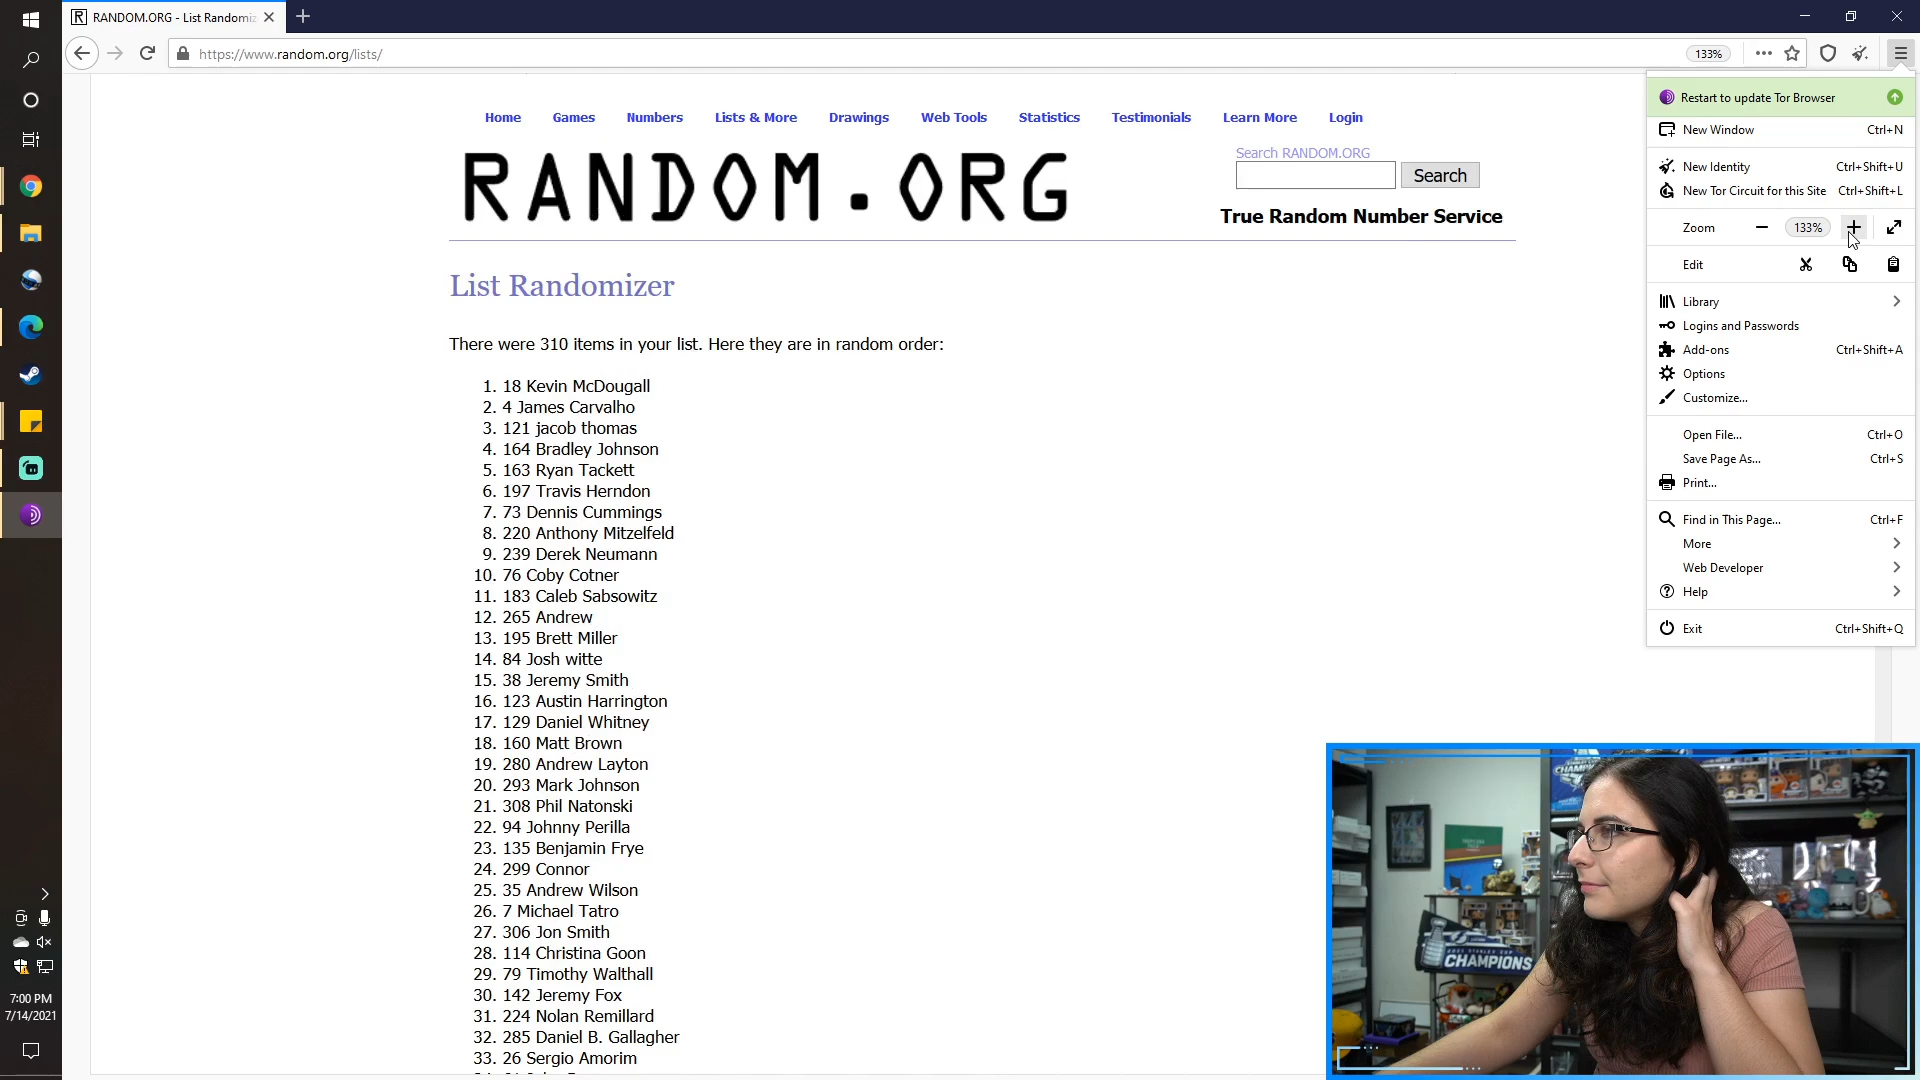 RANDOM.ORG - List Randomiz
https://www.random.org/lists/
133%
Home Games Numbers Lists & More Drawings Web Tools Statistics Testimonials Learn More Login
RANDOM.ORG
Search RANDOM.ORG
Search
True Random Number Service
List Randomizer
There were 310 items in your list. Here they are in random order:
1. 18 Kevin McDougall
2. 4 James Carvalho
3. 121 jacob thomas
4. 164 Bradley Johnson
5. 163 Ryan Tackett
6. 197 Travis Herndon
7. 73 Dennis Cummings
8. 220 Anthony Mitzelfeld
9. 239 Derek Neumann
10. 76 Coby Cotner
11. 183 Caleb Sabsowitz
12. 265 Andrew
13. 195 Brett Miller
14. 84 Josh witte
15. 38 Jeremy Smith
16. 123 Austin Harrington
17. 129 Daniel Whitney
18. 160 Matt Brown
19. 280 Andrew Layton
20. 293 Mark Johnson
21. 308 Phil Natonski
22. 94 Johnny Perilla
23. 135 Benjamin Frye
24. 299 Connor
25. 35 Andrew Wilson
26. 7 Michael Tatro
27. 306 Jon Smith
28. 114 Christina Goon
29. 79 Timothy Walthall
30. 142 Jeremy Fox
31. 224 Nolan Remillard
32. 285 Daniel B. Gallagher
33. 26 Sergio Amorim
Restart to update Tor Browser
New Window Ctrl+N
New Identity Ctrl+Shift+U
New Tor Circuit for this Site Ctrl+Shift+L
Zoom 133%
Edit
Library
Logins and Passwords
Add-ons Ctrl+Shift+A
Options
Customize...
Open File... Ctrl+O
Save Page As... Ctrl+S
Print...
Find in This Page... Ctrl+F
More
Web Developer
Help
Exit Ctrl+Shift+Q
CHAMPIONS
7:00 PM
7/14/2021